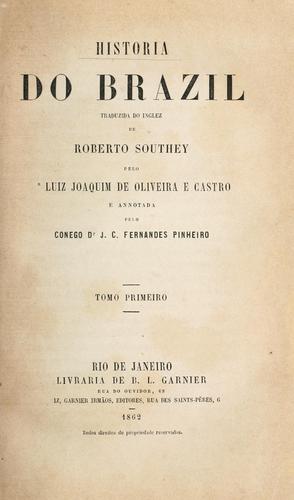 HISTORIA
DO BRAZIL
TRADUZIDA DO INGLEZ
DE
ROBERTO SOUTHEY
PELO
LUIZ JOAQUIM DE OLIVEIRA E CASTRO
E ANNOTADA
PELO
CONEGO Dr J. C. FERNANDES PINHEIRO
TOMO PRIMEIRO
RIO DE JANEIRO
LIVRARIA DE B. L. GARNIER
RUA DO OUVIDOR, 69
IZ, GARNIER IRMÃOS, EDITORES, RUA DES SAINTS-PÈRES, 6
1862
Todos direitos de propriedade reservados.